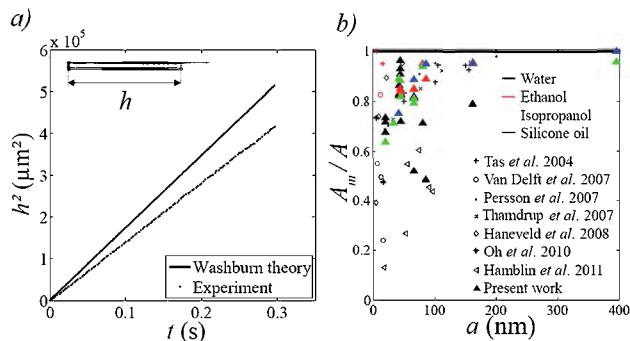 a)
× 10⁵
6
5
4
3
2
1
0
h² (µm²)
h
Washburn theory
Experiment
0 0.1 0.2 0.3
t (s)
b)
1
0.8
0.6
0.4
0.2
0
Aₘ / A
Water
Ethanol
Isopropanol
Silicone oil
Tas et al. 2004
Van Delft et al. 2007
Persson et al. 2007
Thamdrup et al. 2007
Haneveld et al. 2008
Oh et al. 2010
Hamblin et al. 2011
Present work
0 100 200 300 400
a (nm)